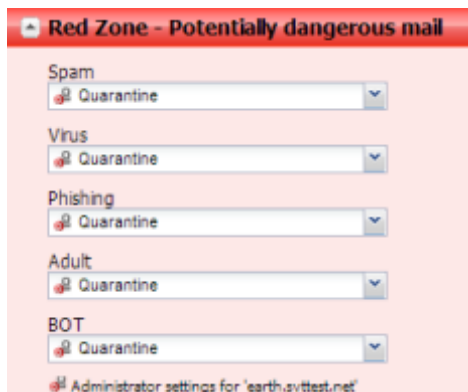 Red Zone - Potentially dangerous mail
Spam
Quarantine
Virus
Quarantine
Phishing
Quarantine
Adult
Quarantine
BOT
Quarantine
Administrator settings for 'earth.syttest.net'